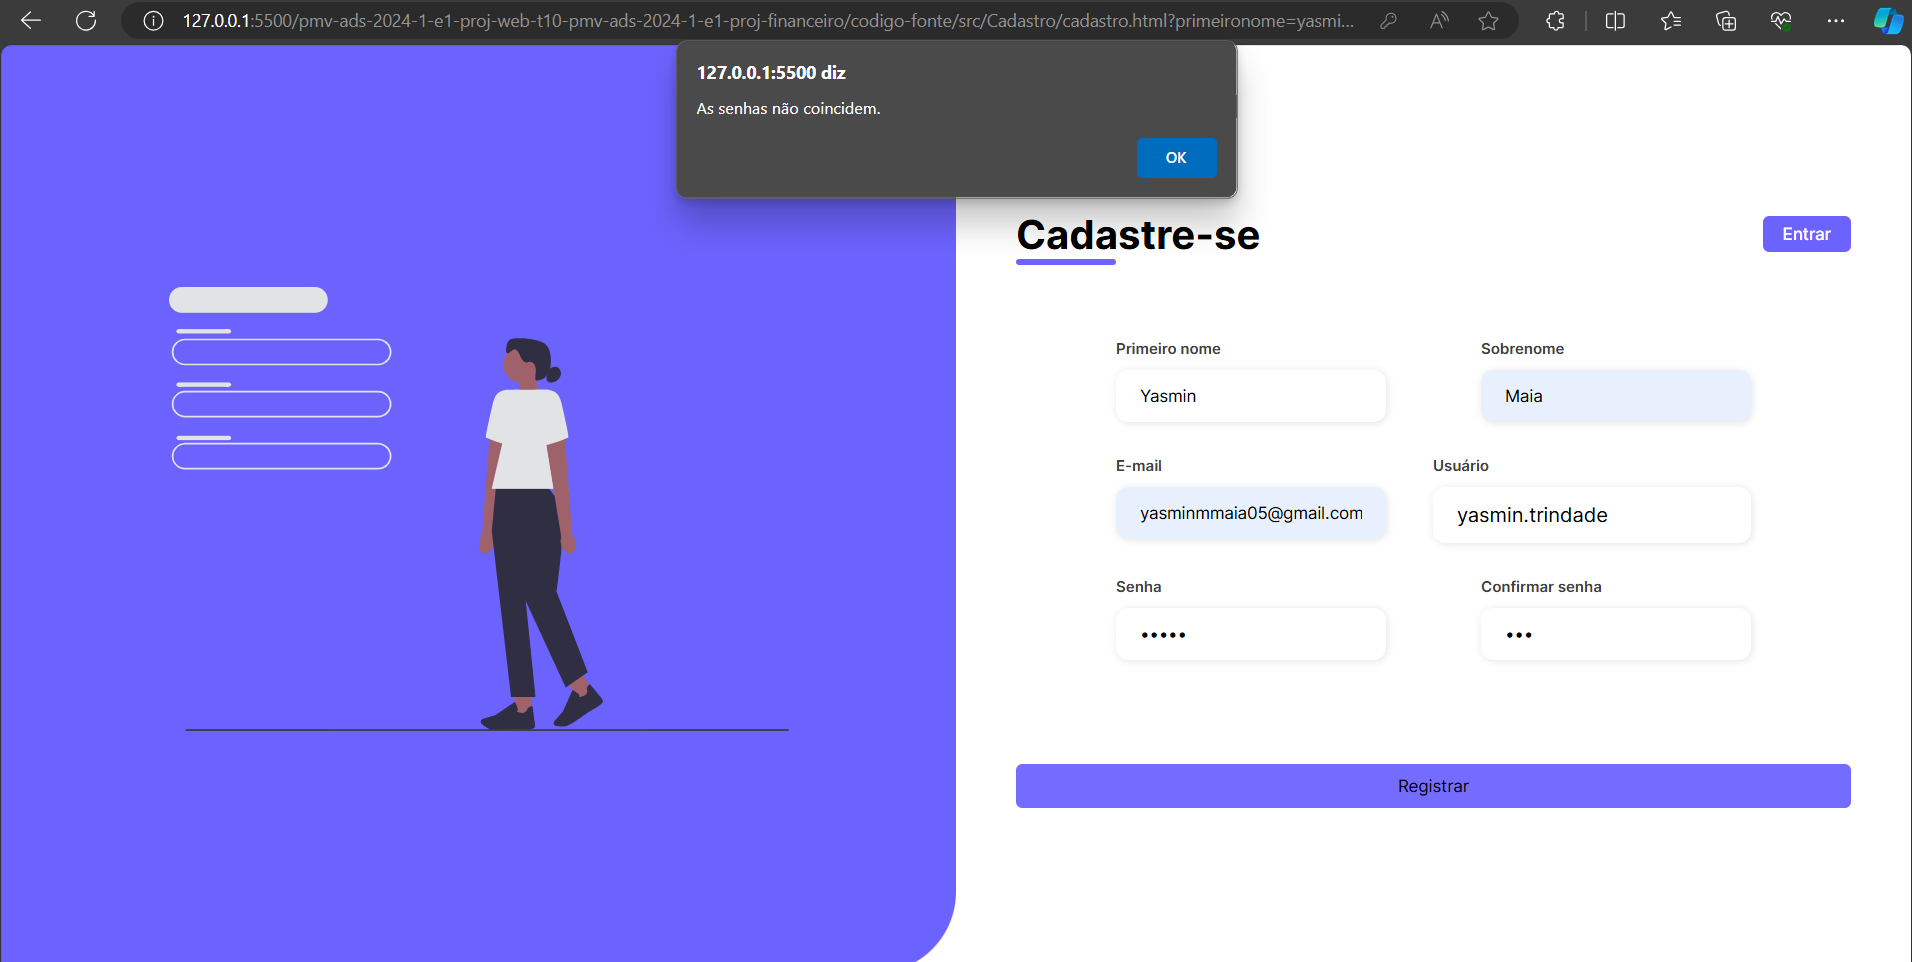 127.0.0.1:5500/pmv-ads-2024-1-e1-proj-web-t10-pmv-ads-2024-1-e1-proj-financeiro/codigo-fonte/src/Cadastro/cadastro.html?primeironome=yasmi...
127.0.0.1:5500 diz
As senhas não coincidem.
OK
Cadastre-se
Entrar
Primeiro nome
Sobrenome
Yasmin
Maia
E-mail
Usuário
yasminmmaia05@gmail.com
yasmin.trindade
Senha
Confirmar senha
•••••
•••
Registrar